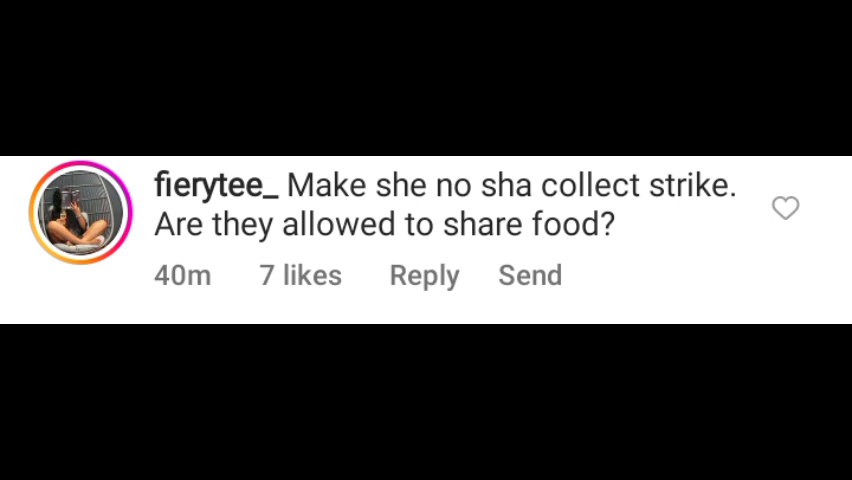 fierytee_ Make she no sha collect strike.
Are they allowed to share food?
40m 7 likes Reply Send